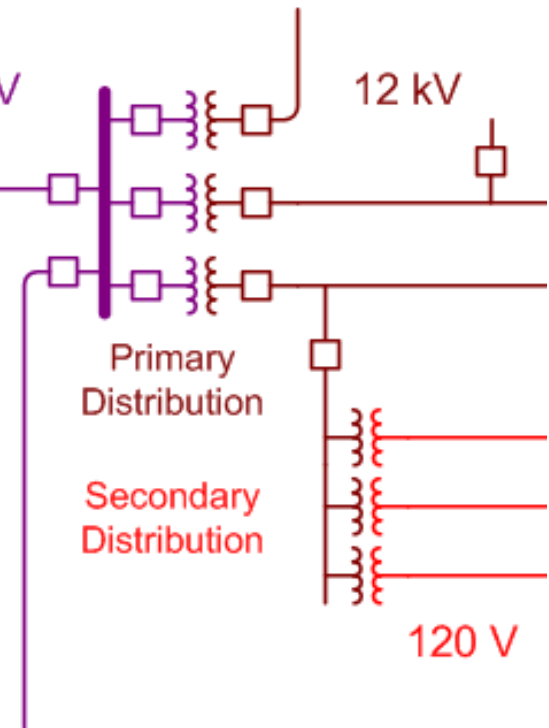 V
12 kV
Primary
Distribution
Secondary
Distribution
120 V